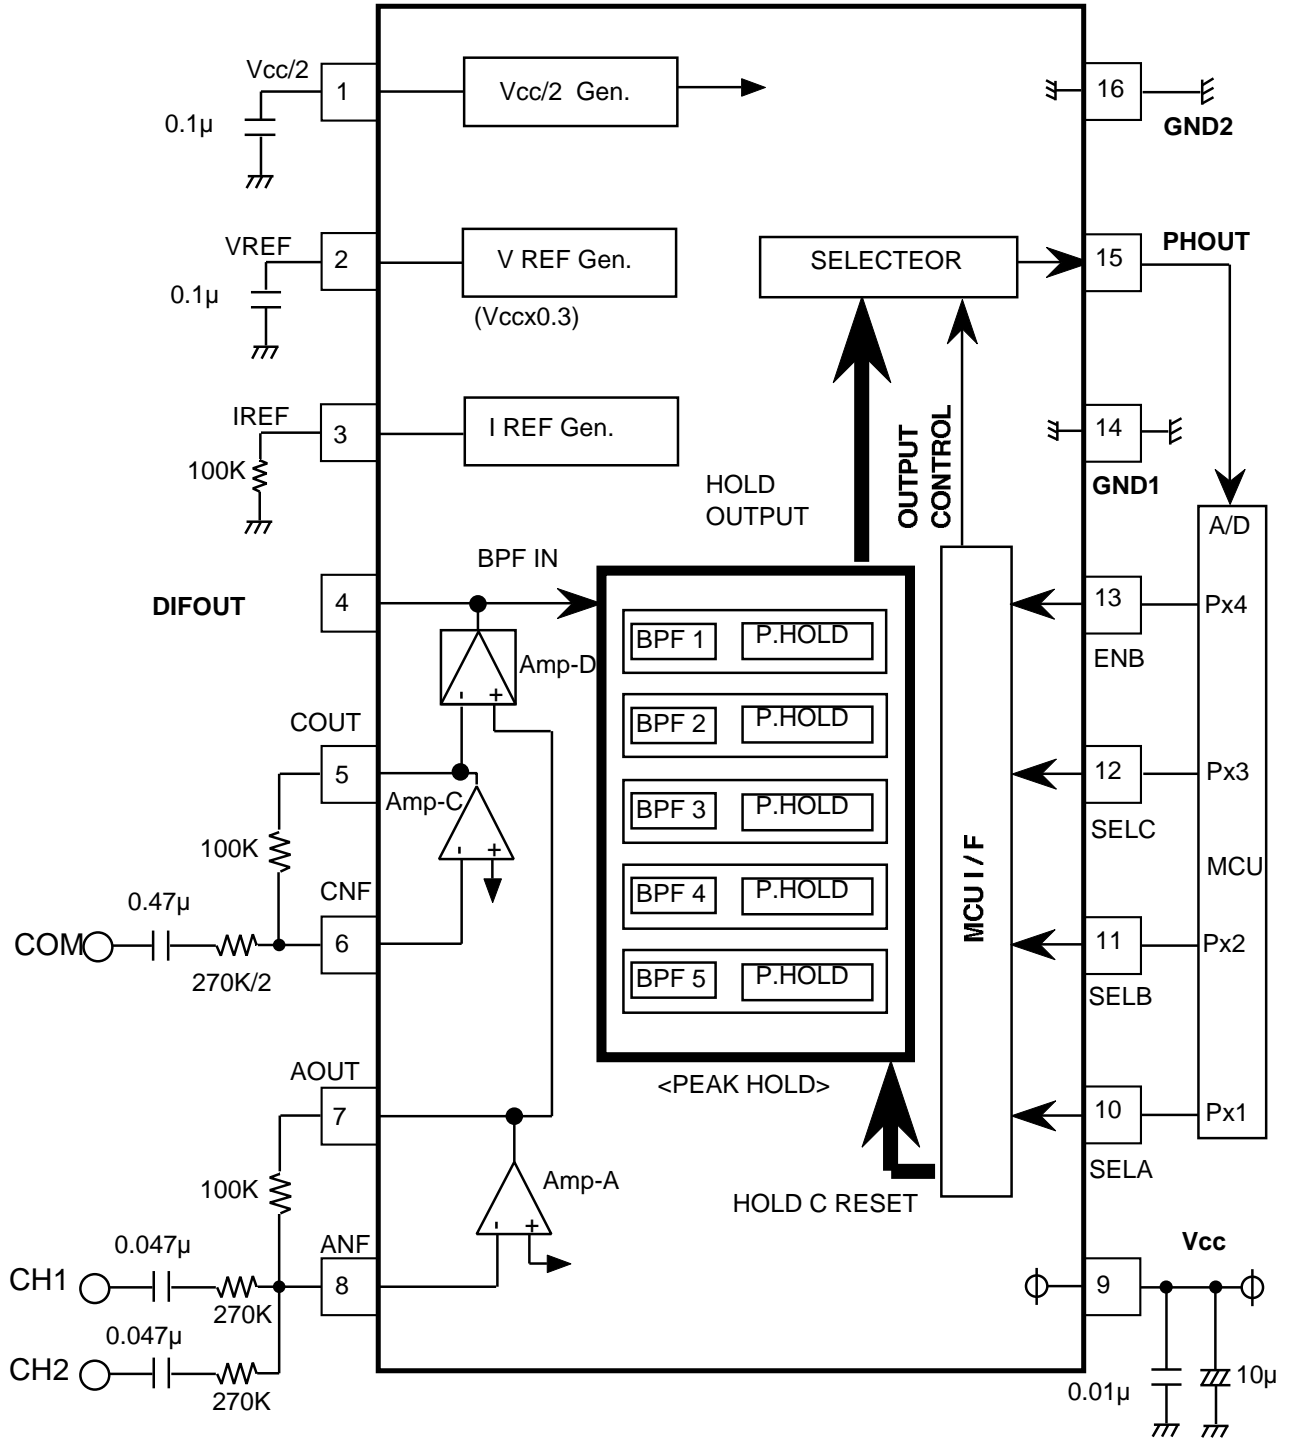 Vcc/2
1
0.1µ
Vcc/2 Gen.
16
GND2
VREF
2
0.1µ
V REF Gen.
(Vccx0.3)
SELECTEOR
15
PHOUT
IREF
3
100K
I REF Gen.
HOLD
OUTPUT
OUTPUT
CONTROL
14
GND1
A/D
DIFOUT
4
BPF IN
Amp-D
-
+
BPF 1
P.HOLD
BPF 2
P.HOLD
BPF 3
P.HOLD
BPF 4
P.HOLD
BPF 5
P.HOLD
<PEAK HOLD>
MCU I / F
13
ENB
Px4
12
SELC
Px3
MCU
11
SELB
Px2
10
SELA
Px1
COUT
5
Amp-C
-
+
100K
CNF
6
0.47µ
COM
270K/2
AOUT
7
100K
Amp-A
-
+
HOLD C RESET
ANF
8
0.047µ
CH1
270K
0.047µ
CH2
270K
Vcc
9
0.01µ
10µ